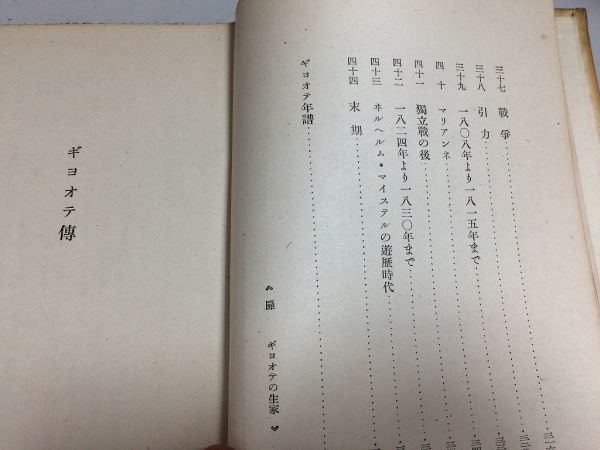 三十七 戰爭
三十八 引力
三十九 一八〇八年より一八一五年まで
四十 マリアンネ
四十一 獨立戰の後
四十二 一八二四年より一八三〇年まで
四十三 ヰルヘルム・マイステルの遊歷時代
四十四 末期
ギヨオテ年譜
扉 ギヨオテの生家
ギヨオテ傳